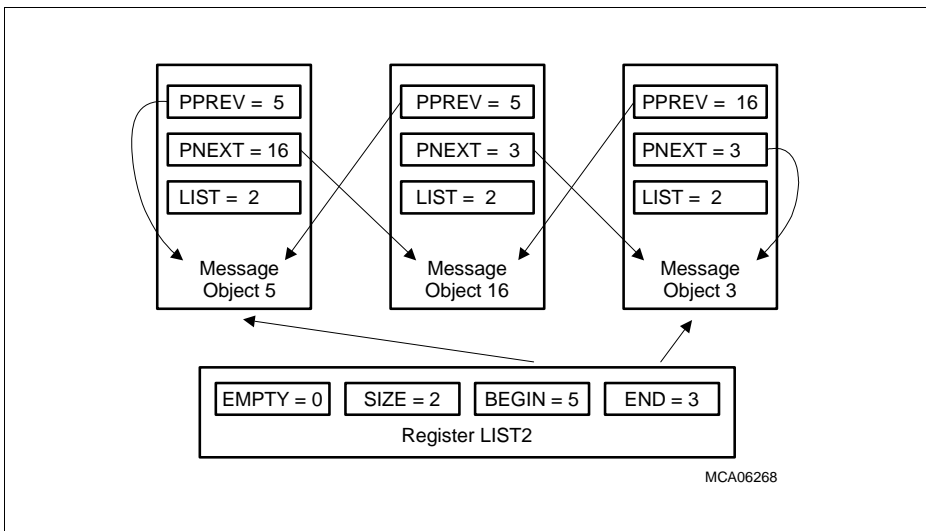 PPREV = 5
PNEXT = 16
LIST = 2
Message
Object 5
PPREV = 5
PNEXT = 3
LIST = 2
Message
Object 16
PPREV = 16
PNEXT = 3
LIST = 2
Message
Object 3
EMPTY = 0 SIZE = 2 BEGIN = 5 END = 3
Register LIST2
MCA06268